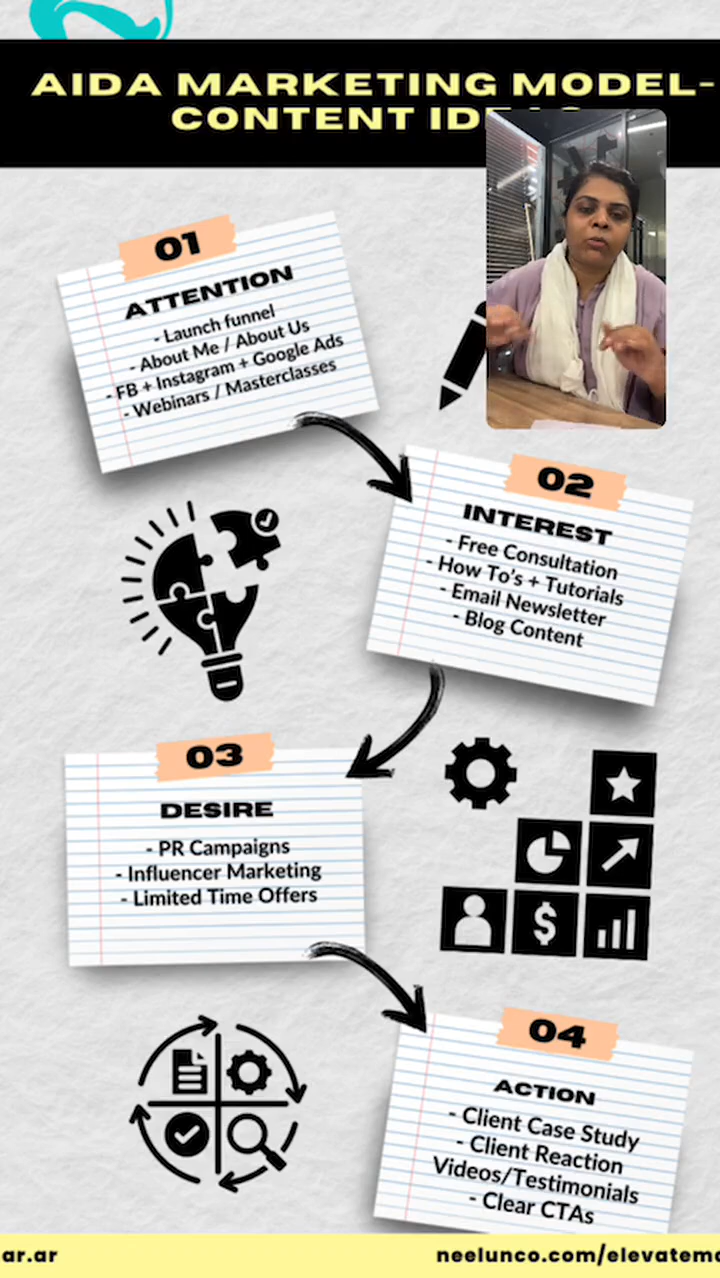 AIDA MARKETING MODEL-
CONTENT
01
ATTENTION
- Launch funnel
- About Me / About Us
- FB + Instagram + Google Ads
- Webinars / Masterclasses
02
INTEREST
- Free Consultation
- How To's + Tutorials
- Email Newsletter
- Blog Content
03
DESIRE
- PR Campaigns
- Influencer Marketing
- Limited Time Offers
04
ACTION
- Client Case Study
- Client Reaction
Videos/Testimonials
- Clear CTAs
$
ar.ar
neelunco.com/elevatema